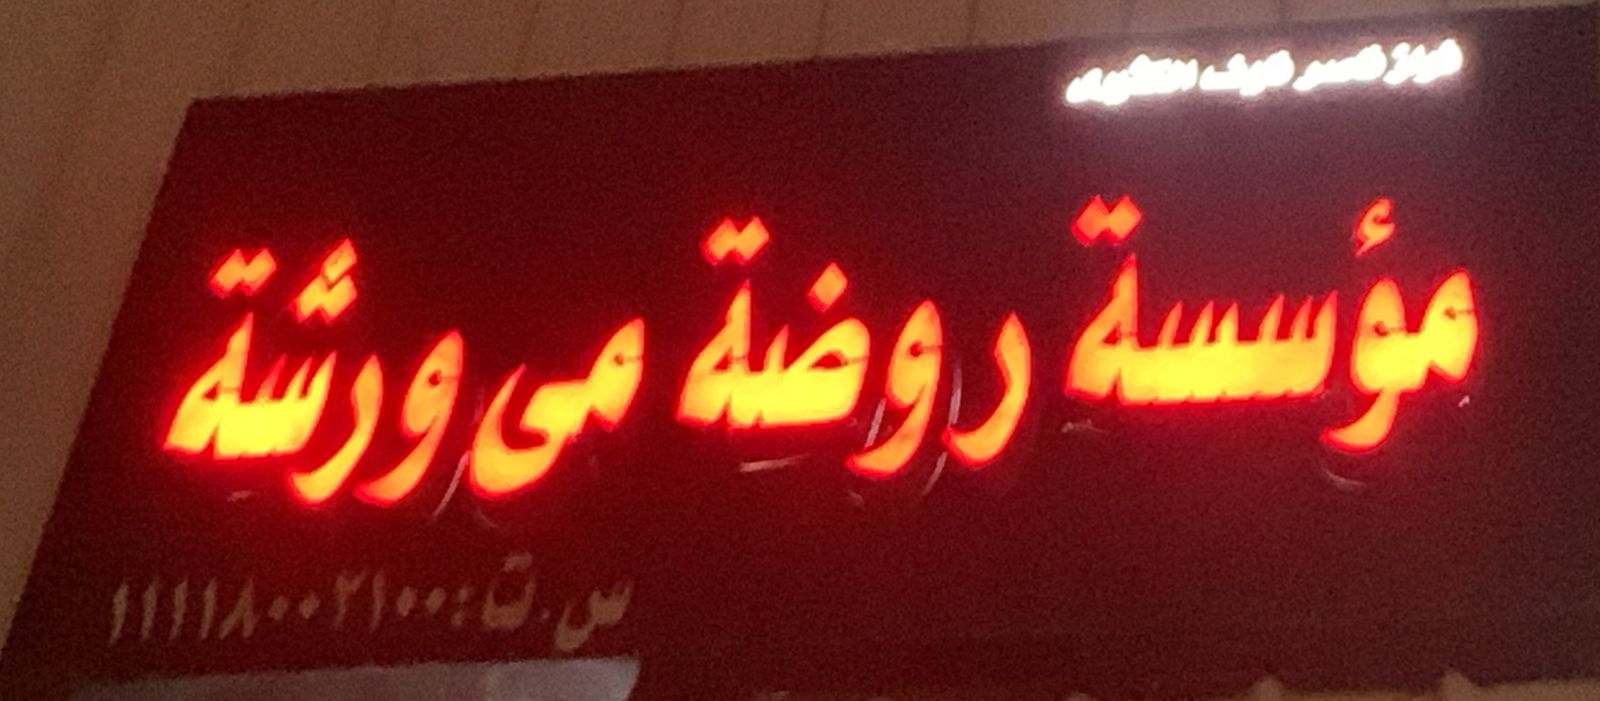 مؤسسة روضة مى ورشة
س.ت:١١١١٨٠٠٢١٠٠